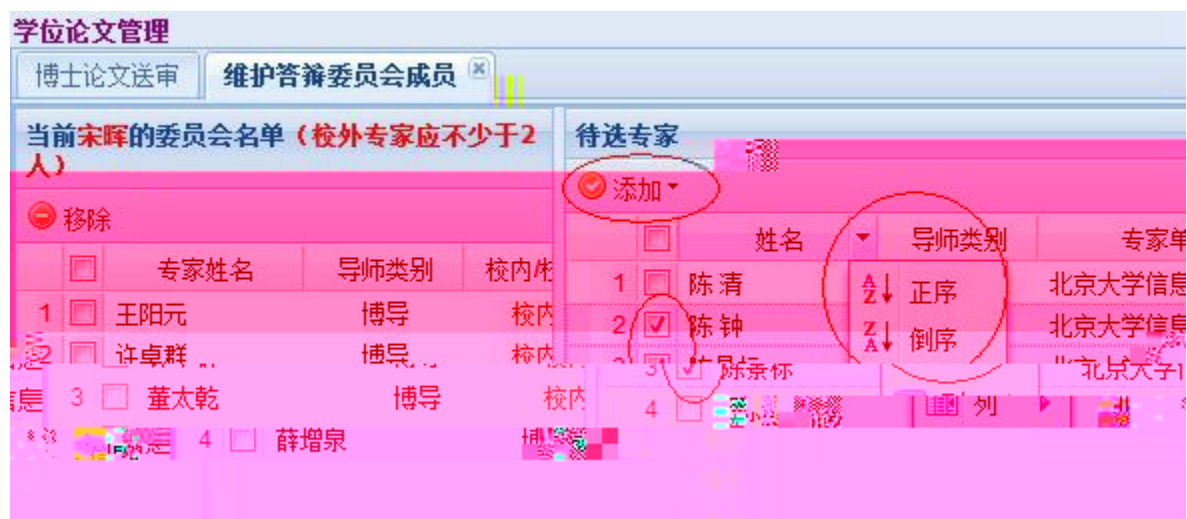 学位论文管理
博士论文送审 维护答辩委员会成员
当前宋晖的委员会名单（校外专家应不少于2
人）
移除
专家姓名 导师类别 校内/
1 王阳元 博导 校内
2 许卓群 博导 校内
3 董太乾 博导 校内
4 薛增泉
待选专家
添加
姓名 导师类别 专家单
1 陈清 北京大学信息
2 陈钟 北京大学信息
3 陈景标 北京大学
4
正序
倒序
列